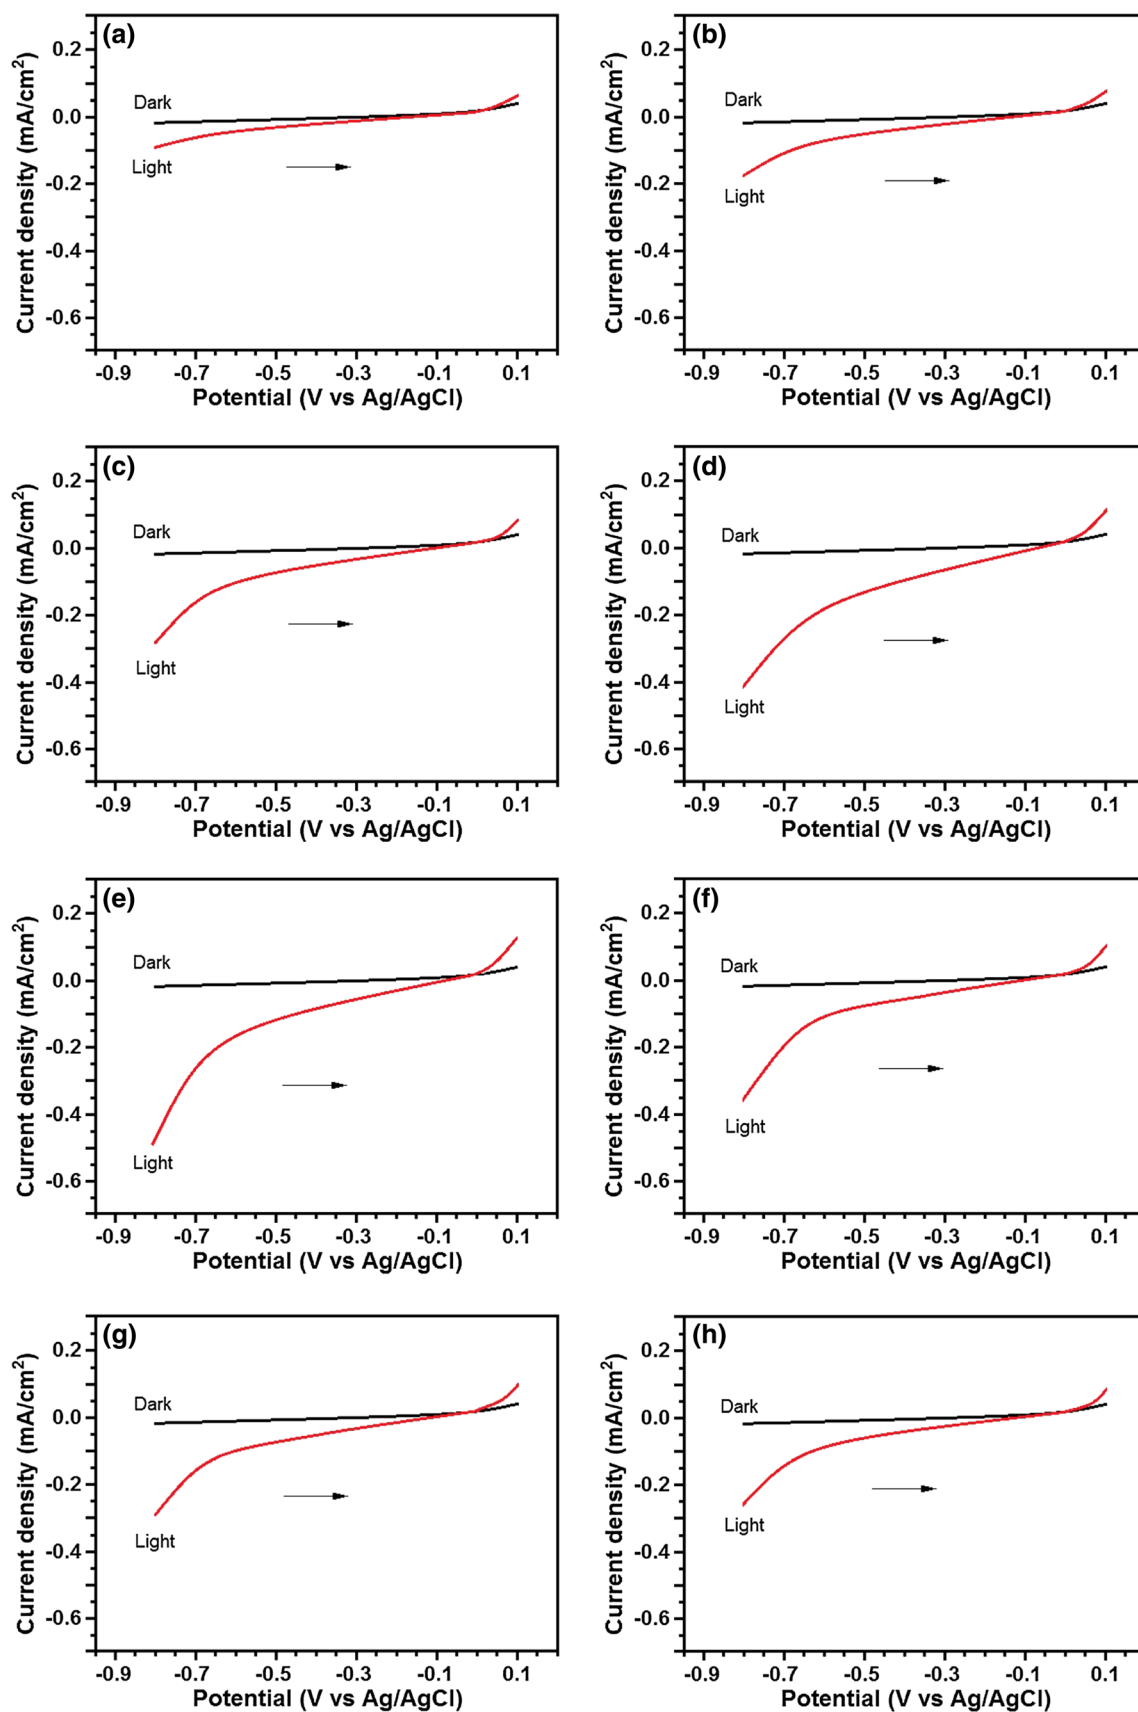 (a)
Current density (mA/cm²)
0.2
0.0
-0.2
-0.4
-0.6
Dark
Light
-0.9 -0.7 -0.5 -0.3 -0.1 0.1
Potential (V vs Ag/AgCl)
(b)
Current density (mA/cm²)
0.2
0.0
-0.2
-0.4
-0.6
Dark
Light
-0.9 -0.7 -0.5 -0.3 -0.1 0.1
Potential (V vs Ag/AgCl)
(c)
Current density (mA/cm²)
0.2
0.0
-0.2
-0.4
-0.6
Dark
Light
-0.9 -0.7 -0.5 -0.3 -0.1 0.1
Potential (V vs Ag/AgCl)
(d)
Current density (mA/cm²)
0.2
0.0
-0.2
-0.4
-0.6
Dark
Light
-0.9 -0.7 -0.5 -0.3 -0.1 0.1
Potential (V vs Ag/AgCl)
(e)
Current density (mA/cm²)
0.2
0.0
-0.2
-0.4
-0.6
Dark
Light
-0.9 -0.7 -0.5 -0.3 -0.1 0.1
Potential (V vs Ag/AgCl)
(f)
Current density (mA/cm²)
0.2
0.0
-0.2
-0.4
-0.6
Dark
Light
-0.9 -0.7 -0.5 -0.3 -0.1 0.1
Potential (V vs Ag/AgCl)
(g)
Current density (mA/cm²)
0.2
0.0
-0.2
-0.4
-0.6
Dark
Light
-0.9 -0.7 -0.5 -0.3 -0.1 0.1
Potential (V vs Ag/AgCl)
(h)
Current density (mA/cm²)
0.2
0.0
-0.2
-0.4
-0.6
Dark
Light
-0.9 -0.7 -0.5 -0.3 -0.1 0.1
Potential (V vs Ag/AgCl)